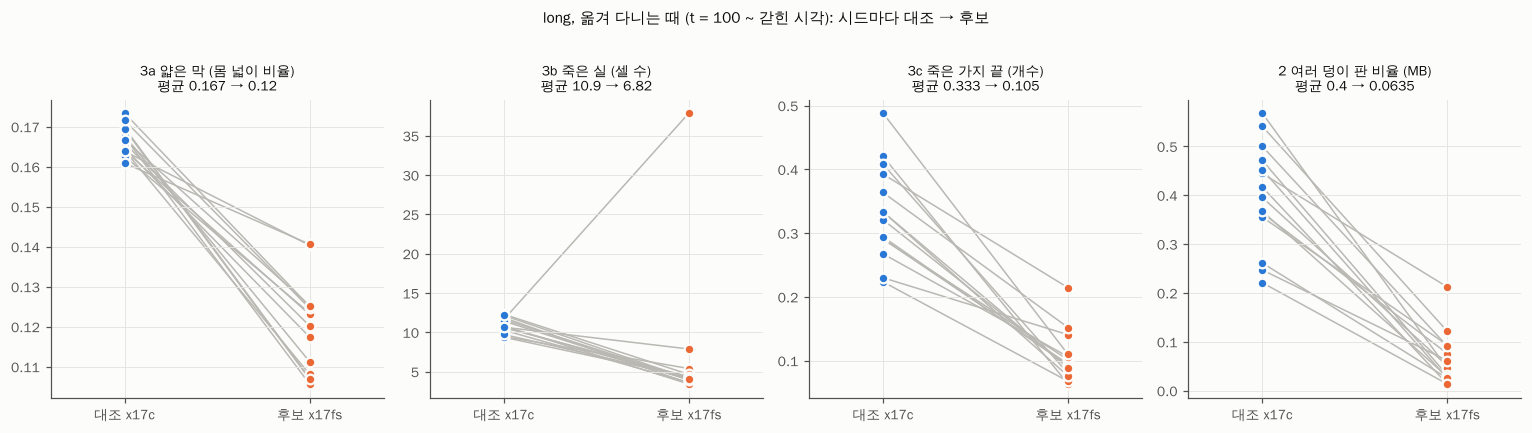 long, 옮겨 다니는 때 (t = 100 ~ 갇힌 시각): 시드마다 대조 → 후보
3a 얇은 막 (몸 넓이 비율)
평균 0.167 → 0.12
0.17
0.16
0.15
0.14
0.13
0.12
0.11
대조 x17c
후보 x17fs
3b 죽은 실 (셀 수)
평균 10.9 → 6.82
35
30
25
20
15
10
5
대조 x17c
후보 x17fs
3c 죽은 가지 끝 (개수)
평균 0.333 → 0.105
0.5
0.4
0.3
0.2
0.1
대조 x17c
후보 x17fs
2 여러 덩이 판 비율 (MB)
평균 0.4 → 0.0635
0.5
0.4
0.3
0.2
0.1
0.0
대조 x17c
후보 x17fs